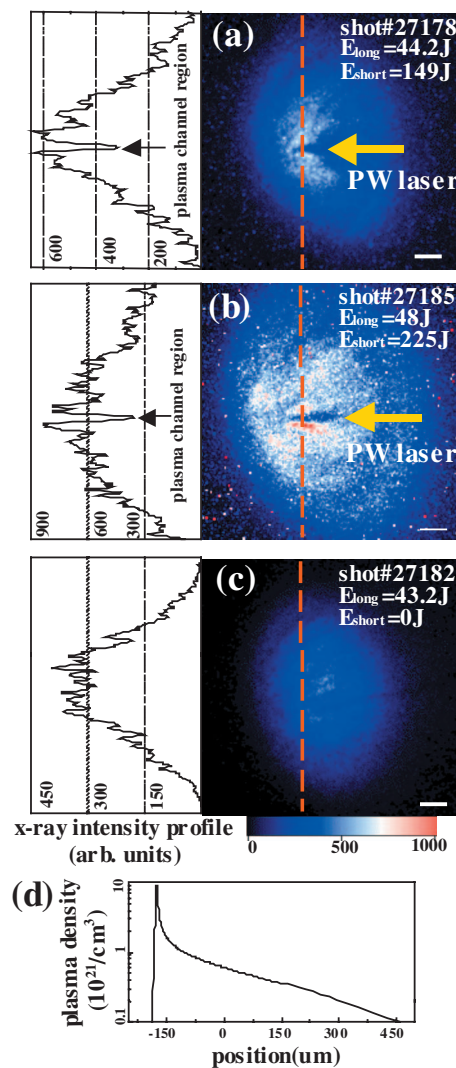 (a)
shot#27178
E_long=44.2J
E_short=149J
PW laser
plasma channel region
600 400 200
(b)
shot#27185
E_long=48J
E_short=225J
PW laser
plasma channel region
900 600 300
(c)
shot#27182
E_long=43.2J
E_short=0J
450 300 150
x-ray intensity profile
(arb. units)
0 500 1000
(d)
plasma density
(10^21/cm^3)
10
1
0.1
-150 0 150 300 450
position(um)